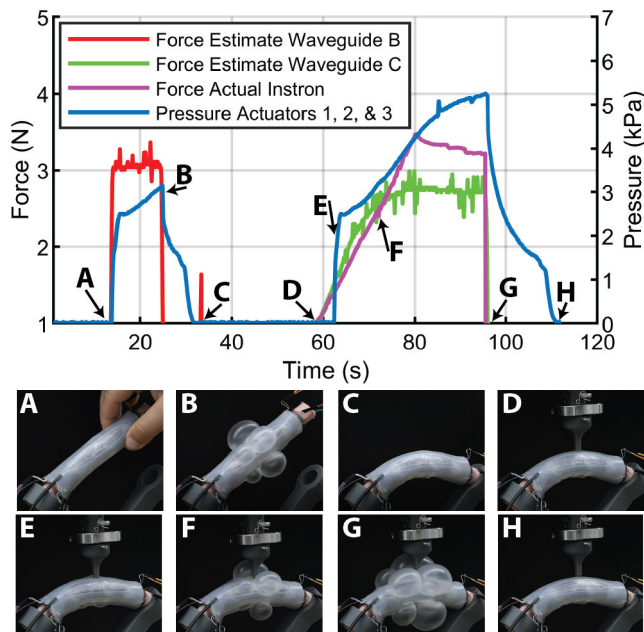 Force Estimate Waveguide B
Force Estimate Waveguide C
Force Actual Instron
Pressure Actuators 1, 2, & 3
Force (N)
5
4
3
2
1
Pressure (kPa)
7
6
5
4
3
2
1
0
A
B
C
D
E
F
G
H
20
40
60
80
100
120
Time (s)
A
B
C
D
E
F
G
H